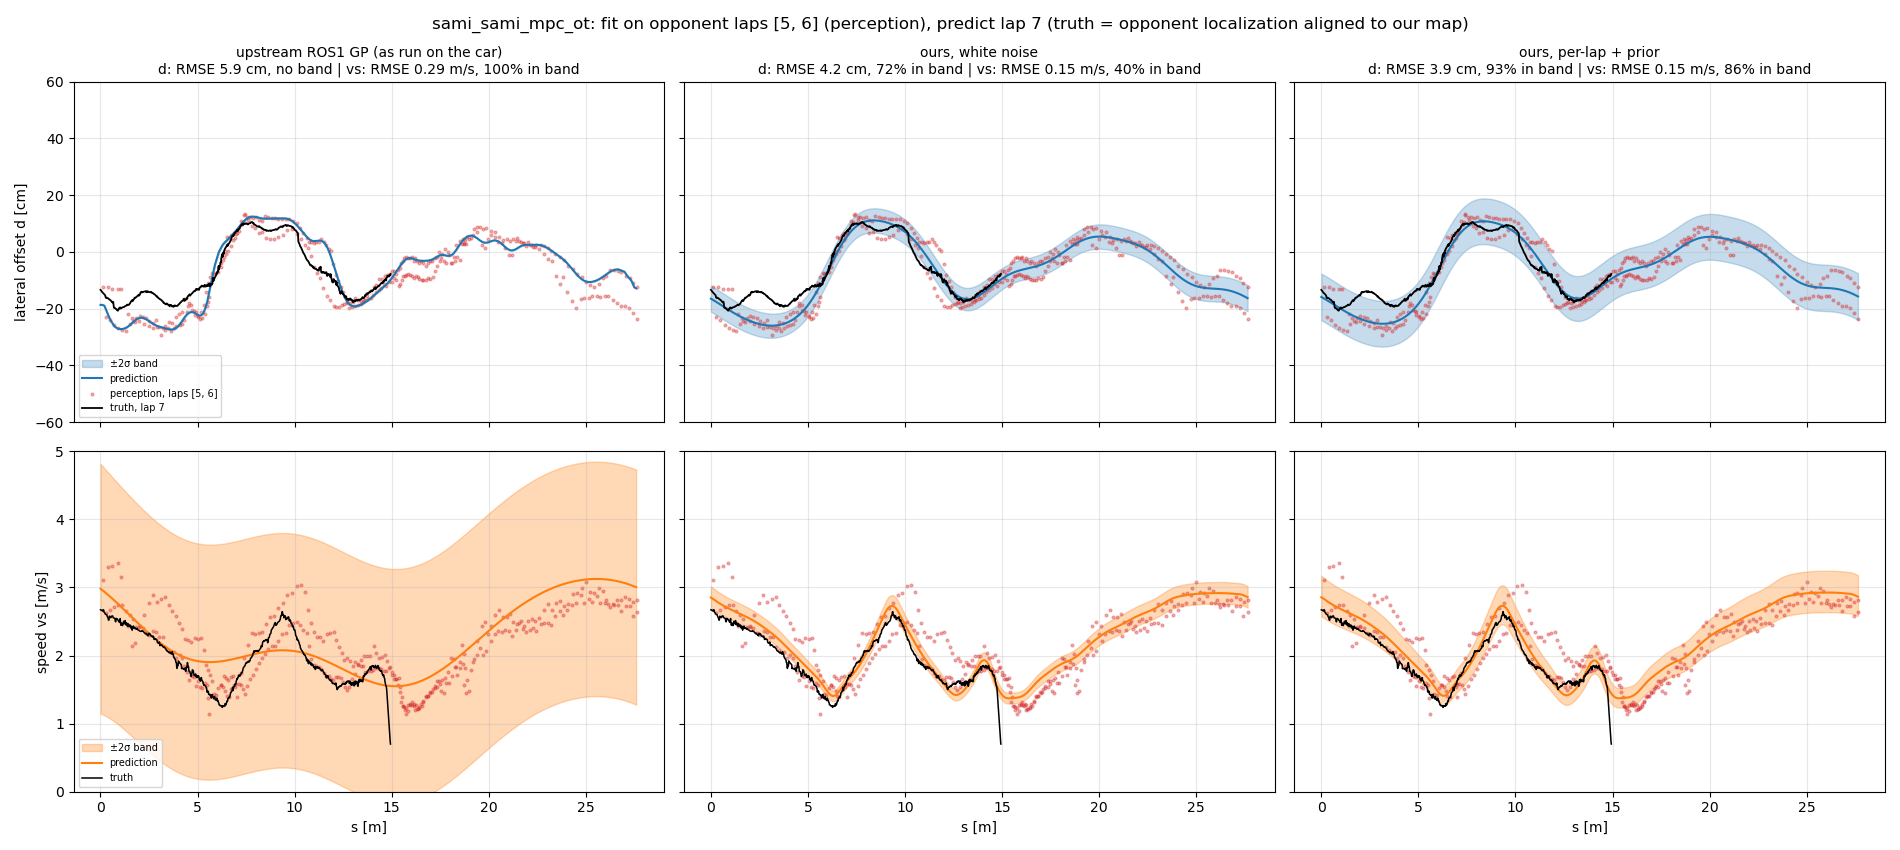 sami_sami_mpc_ot: fit on opponent laps [5, 6] (perception), predict lap 7 (truth = opponent localization aligned to our map)
upstream ROS1 GP (as run on the car)
d: RMSE 5.9 cm, no band | vs: RMSE 0.29 m/s, 100% in band
ours, white noise
d: RMSE 4.2 cm, 72% in band | vs: RMSE 0.15 m/s, 40% in band
ours, per-lap + prior
d: RMSE 3.9 cm, 93% in band | vs: RMSE 0.15 m/s, 86% in band
lateral offset d [cm]
60
40
20
0
−20
−40
−60
±2σ band
prediction
perception, laps [5, 6]
truth, lap 7
speed vs [m/s]
5
4
3
2
1
0
±2σ band
prediction
truth
0 5 10 15 20 25
s [m]
0 5 10 15 20 25
s [m]
0 5 10 15 20 25
s [m]